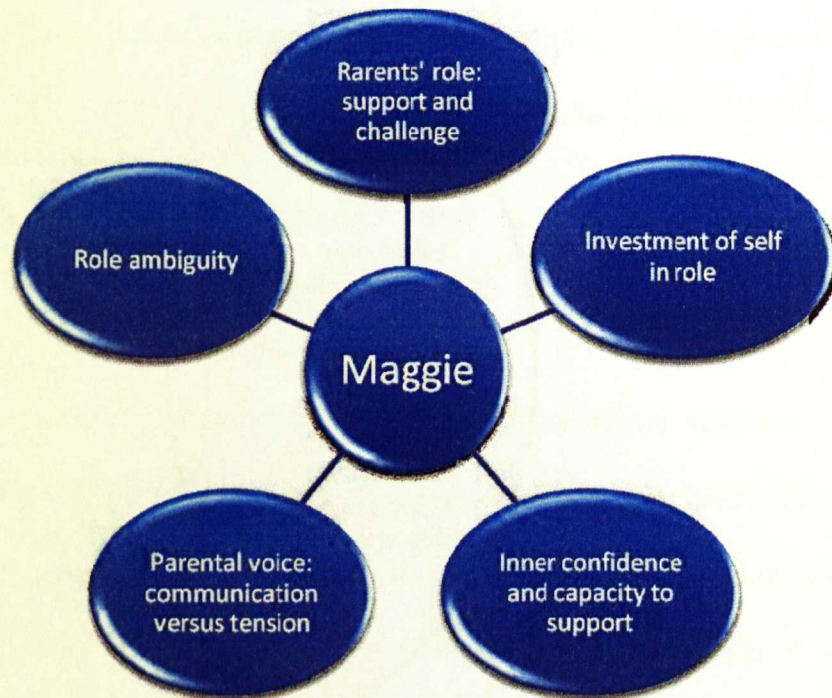 Rarents' role:
support and
challenge
Role ambiguity
Investment of self
in role
Maggie
Parental voice:
communication
versus tension
Inner confidence
and capacity to
support